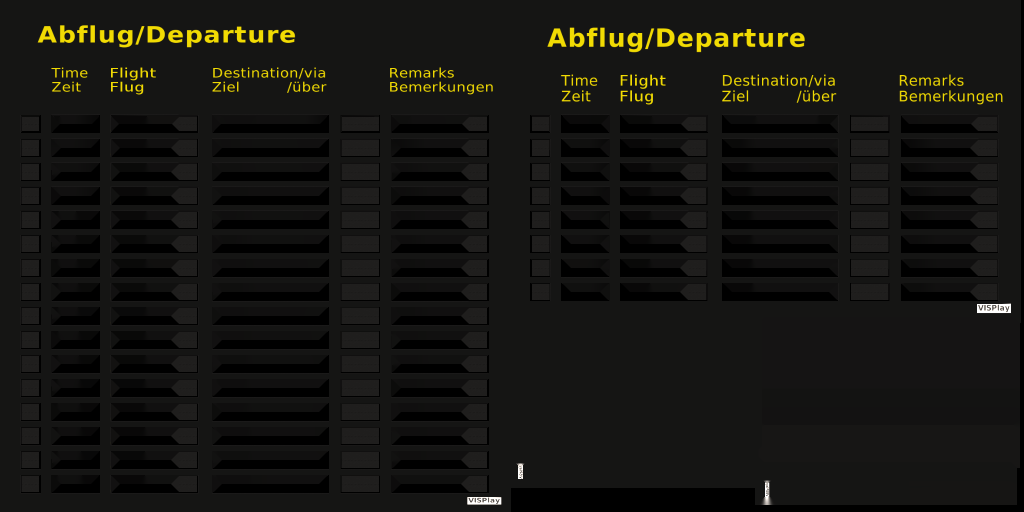 Abflug/Departure
Time Flight Destination/via Remarks
Zeit Flug Ziel /über Bemerkungen
VISPlay
Abflug/Departure
Time Flight Destination/via Remarks
Zeit Flug Ziel /über Bemerkungen
VISPlay